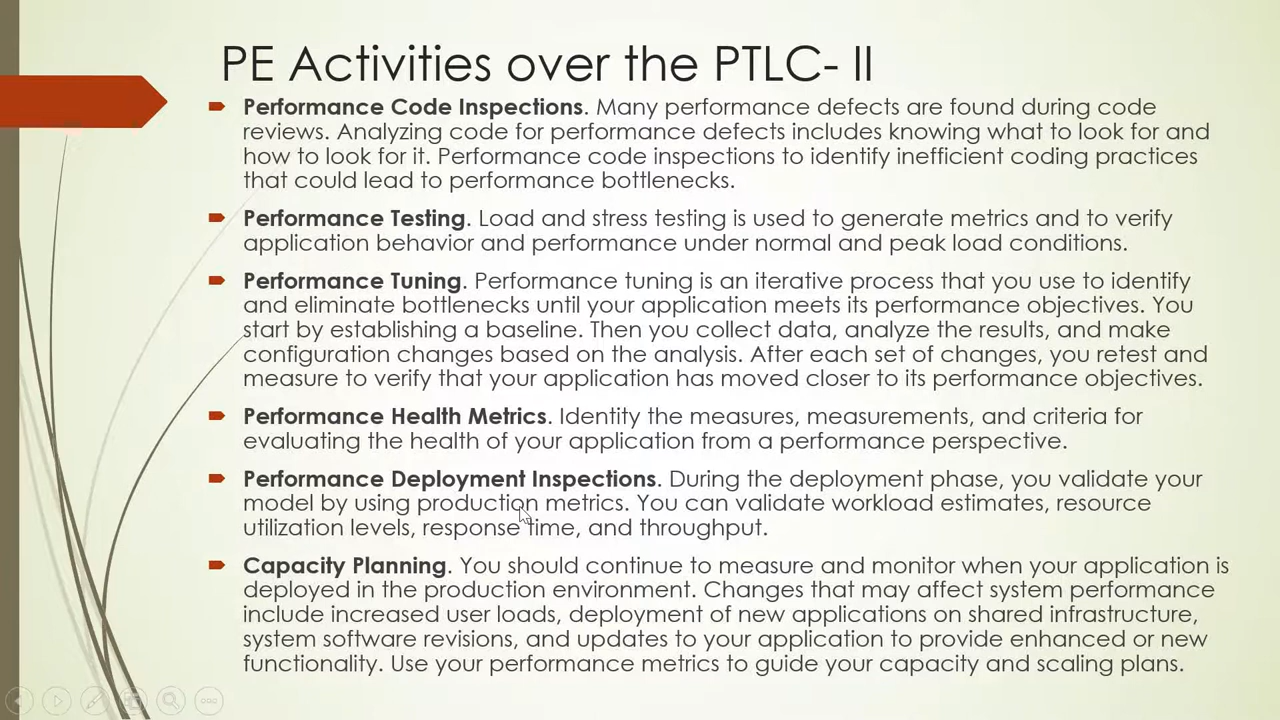 PE Activities over the PTLC- II
Performance Code Inspections. Many performance defects are found during code
reviews. Analyzing code for performance defects includes knowing what to look for and
how to look for it. Performance code inspections to identify inefficient coding practices
that could lead to performance bottlenecks.
Performance Testing. Load and stress testing is used to generate metrics and to verify
application behavior and performance under normal and peak load conditions.
Performance Tuning. Performance tuning is an iterative process that you use to identify
and eliminate bottlenecks until your application meets its performance objectives. You
start by establishing a baseline. Then you collect data, analyze the results, and make
configuration changes based on the analysis. After each set of changes, you retest and
measure to verify that your application has moved closer to its performance objectives.
Performance Health Metrics. Identity the measures, measurements, and criteria for
evaluating the health of your application from a performance perspective.
Performance Deployment Inspections. During the deployment phase, you validate your
model by using production metrics. You can validate workload estimates, resource
utilization levels, response time, and throughput.
Capacity Planning. You should continue to measure and monitor when your application is
deployed in the production environment. Changes that may affect system performance
include increased user loads, deployment of new applications on shared infrastructure,
system software revisions, and updates to your application to provide enhanced or new
functionality. Use your performance metrics to guide your capacity and scaling plans.